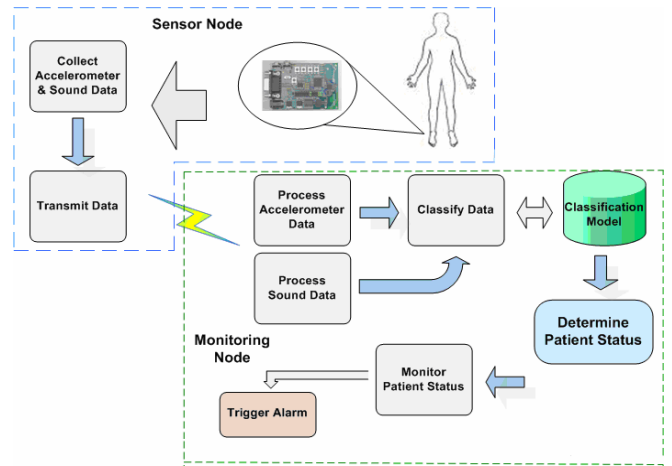 Sensor Node
Collect
Accelerometer
& Sound Data
Transmit Data
Process
Accelerometer
Data
Classify Data
Classification
Model
Process
Sound Data
Determine
Patient Status
Monitoring
Node
Monitor
Patient Status
Trigger Alarm